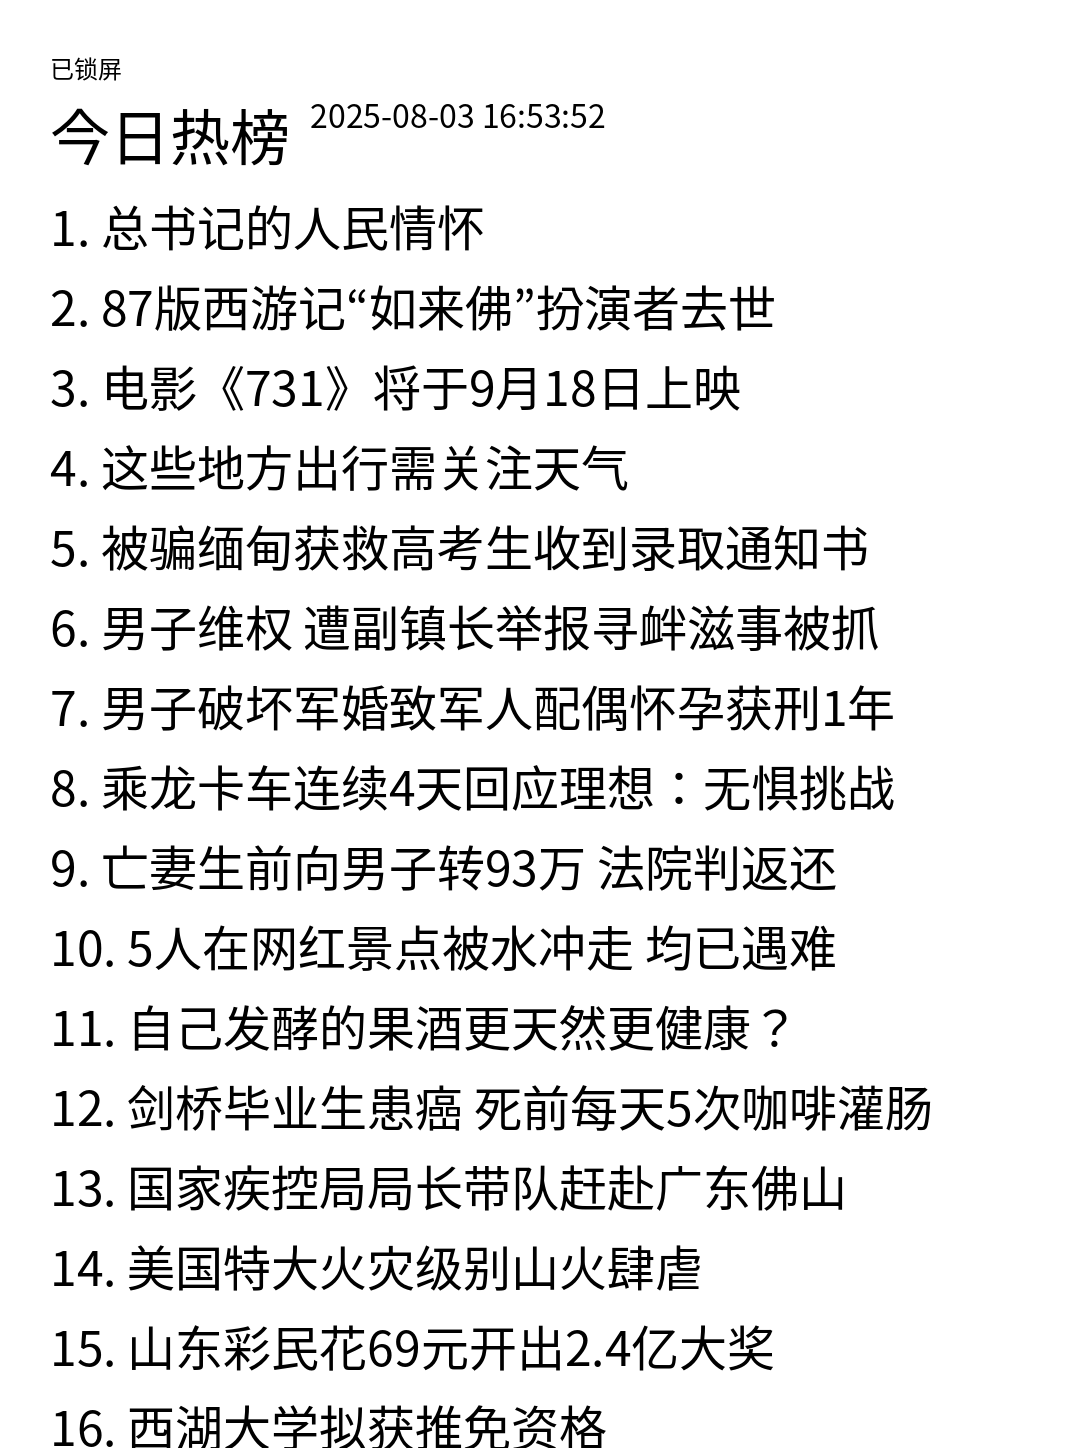 已锁屏
今日热榜 2025-08-03 16:53:52
1. 总书记的人民情怀
2. 87版西游记“如来佛”扮演者去世
3. 电影《731》将于9月18日上映
4. 这些地方出行需关注天气
5. 被骗缅甸获救高考生收到录取通知书
6. 男子维权 遭副镇长举报寻衅滋事被抓
7. 男子破坏军婚致军人配偶怀孕获刑1年
8. 乘龙卡车连续4天回应理想：无惧挑战
9. 亡妻生前向男子转93万 法院判返还
10. 5人在网红景点被水冲走 均已遇难
11. 自己发酵的果酒更天然更健康？
12. 剑桥毕业生患癌 死前每天5次咖啡灌肠
13. 国家疾控局局长带队赶赴广东佛山
14. 美国特大火灾级别山火肆虐
15. 山东彩民花69元开出2.4亿大奖
16. 西湖大学拟获推免资格